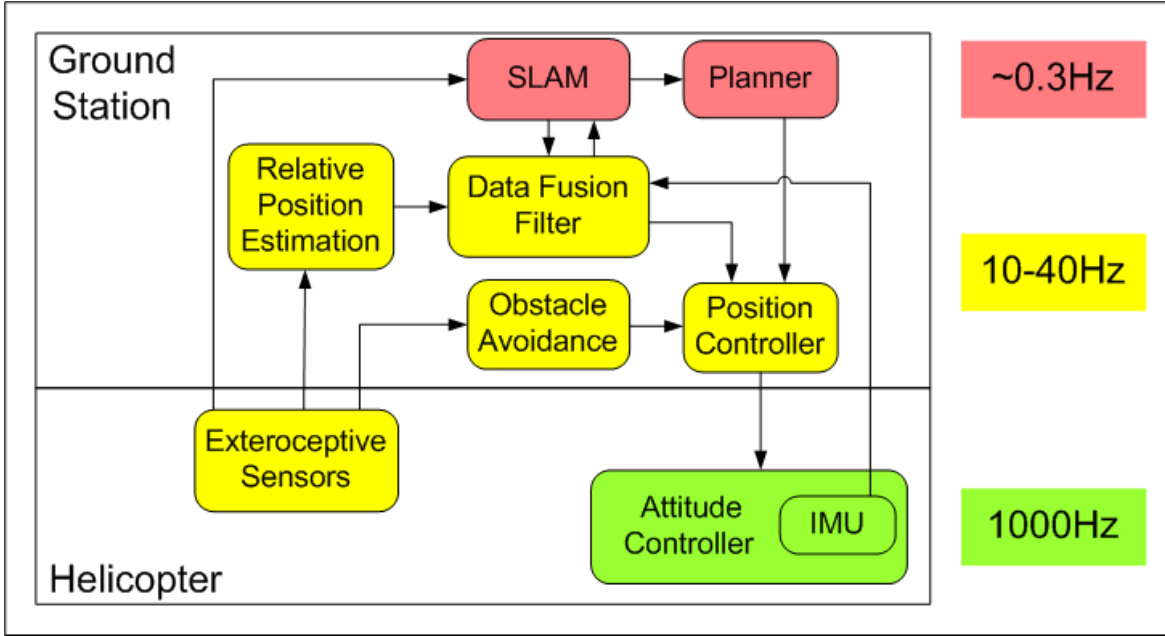 Ground
Station
SLAM
Planner
~0.3Hz
Relative
Position
Estimation
Data Fusion
Filter
10-40Hz
Obstacle
Avoidance
Position
Controller
Exteroceptive
Sensors
Attitude
Controller
IMU
1000Hz
Helicopter